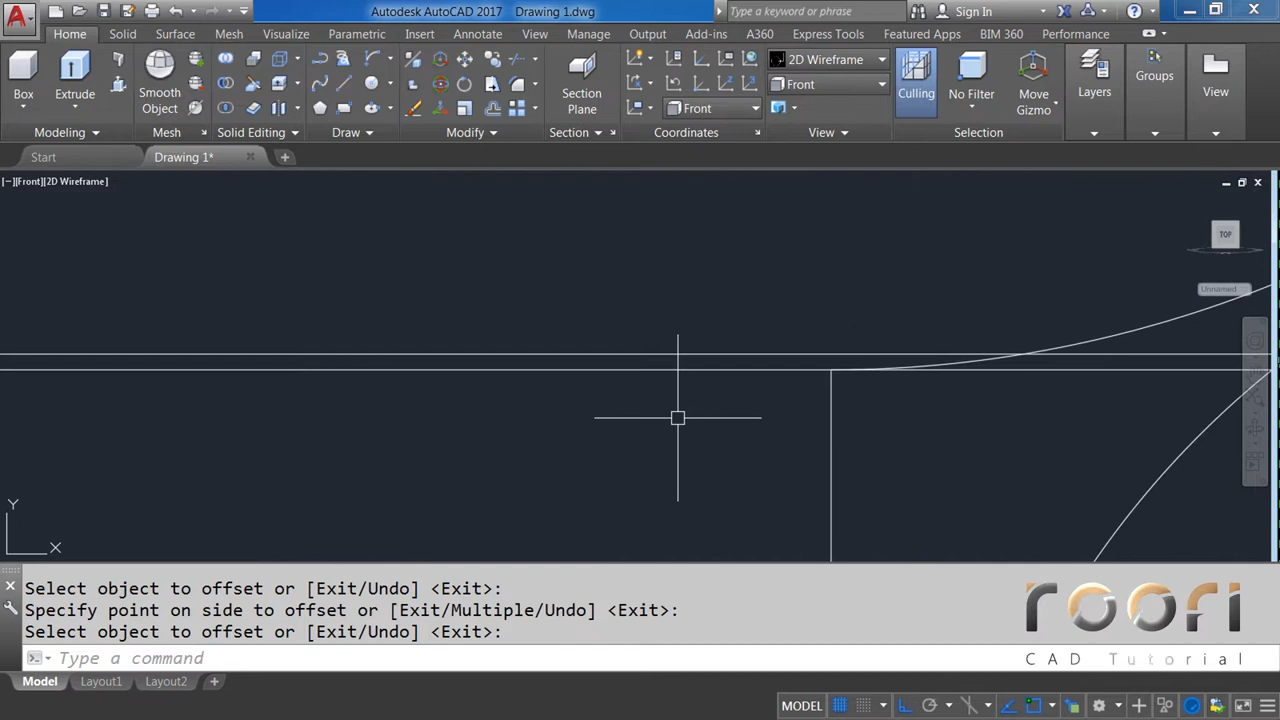 A
Autodesk AutoCAD 2017 Drawing 1.dwg
Type a keyword or phrase
Sign In
Home Solid Surface Mesh Visualize Parametric Insert Annotate View Manage Output Add-ins A360 Express Tools Featured Apps BIM 360 Performance
Box Extrude Smooth Object Section Plane 2D Wireframe Front Front Culling No Filter Move Gizmo Layers Groups View
Modeling Mesh Solid Editing Draw Modify Section Coordinates View Selection
Start Drawing 1*
[−][Front][2D Wireframe]
TOP
Unnamed
Y
X
Select object to offset or [Exit/Undo] <Exit>:
Specify point on side to offset or [Exit/Multiple/Undo] <Exit>:
Select object to offset or [Exit/Undo] <Exit>:
Type a command
roofi
CAD Tutorial
Model Layout1 Layout2
MODEL